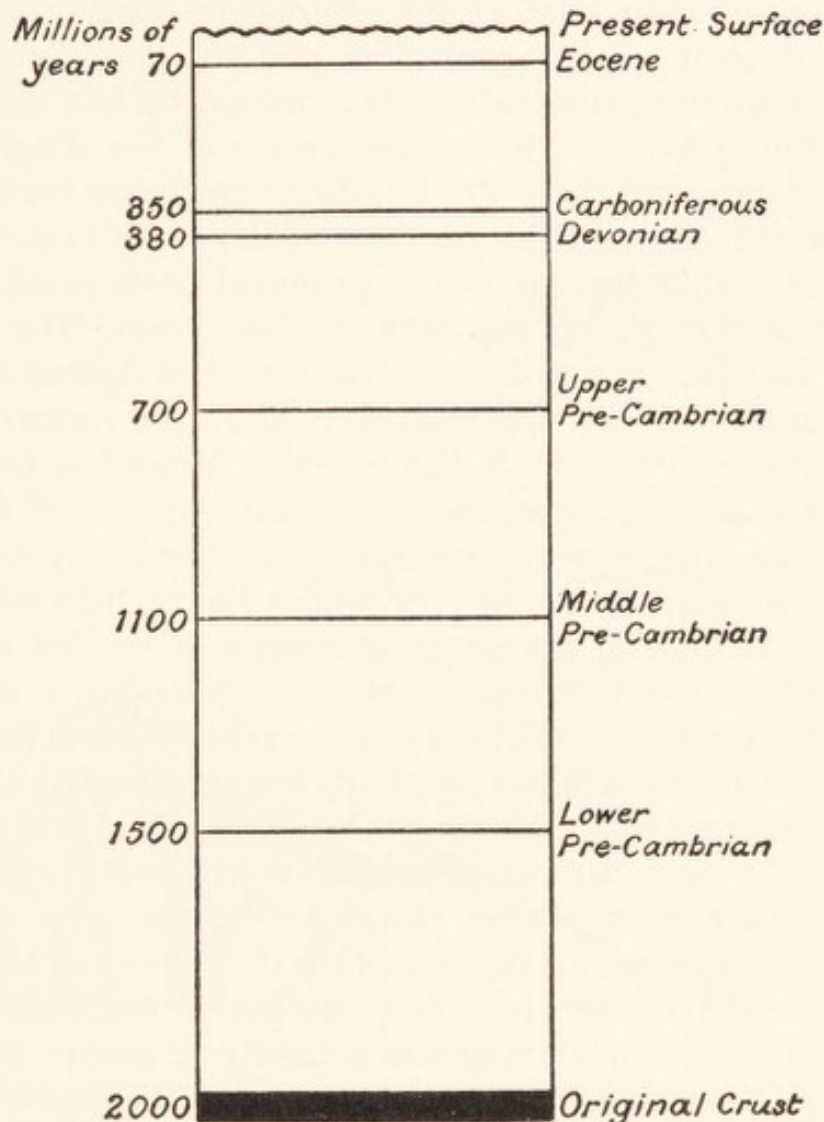 Millions of
years 70
Present Surface
Eocene
350
Carboniferous
380
Devonian
700
Upper
Pre-Cambrian
1100
Middle
Pre-Cambrian
1500
Lower
Pre-Cambrian
2000
Original Crust